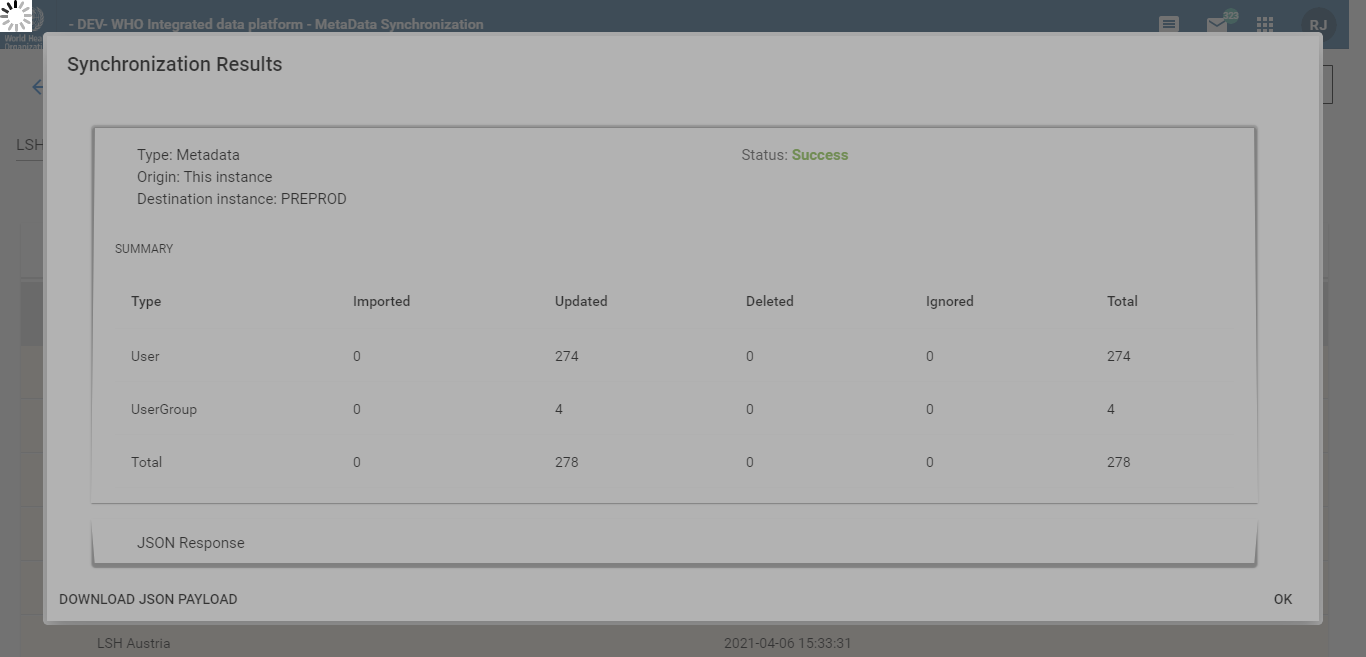 - DEV- WHO Integrated data platform - MetaData Synchronization
323
RJ
World Hea
Organizati
Synchronization Results
LSH
Type: Metadata
Status: Success
Origin: This instance
Destination instance: PREPROD
SUMMARY
Type Imported Updated Deleted Ignored Total
User 0 274 0 0 274
UserGroup 0 4 0 0 4
Total 0 278 0 0 278
JSON Response
DOWNLOAD JSON PAYLOAD
OK
LSH Austria 2021-04-06 15:33:31